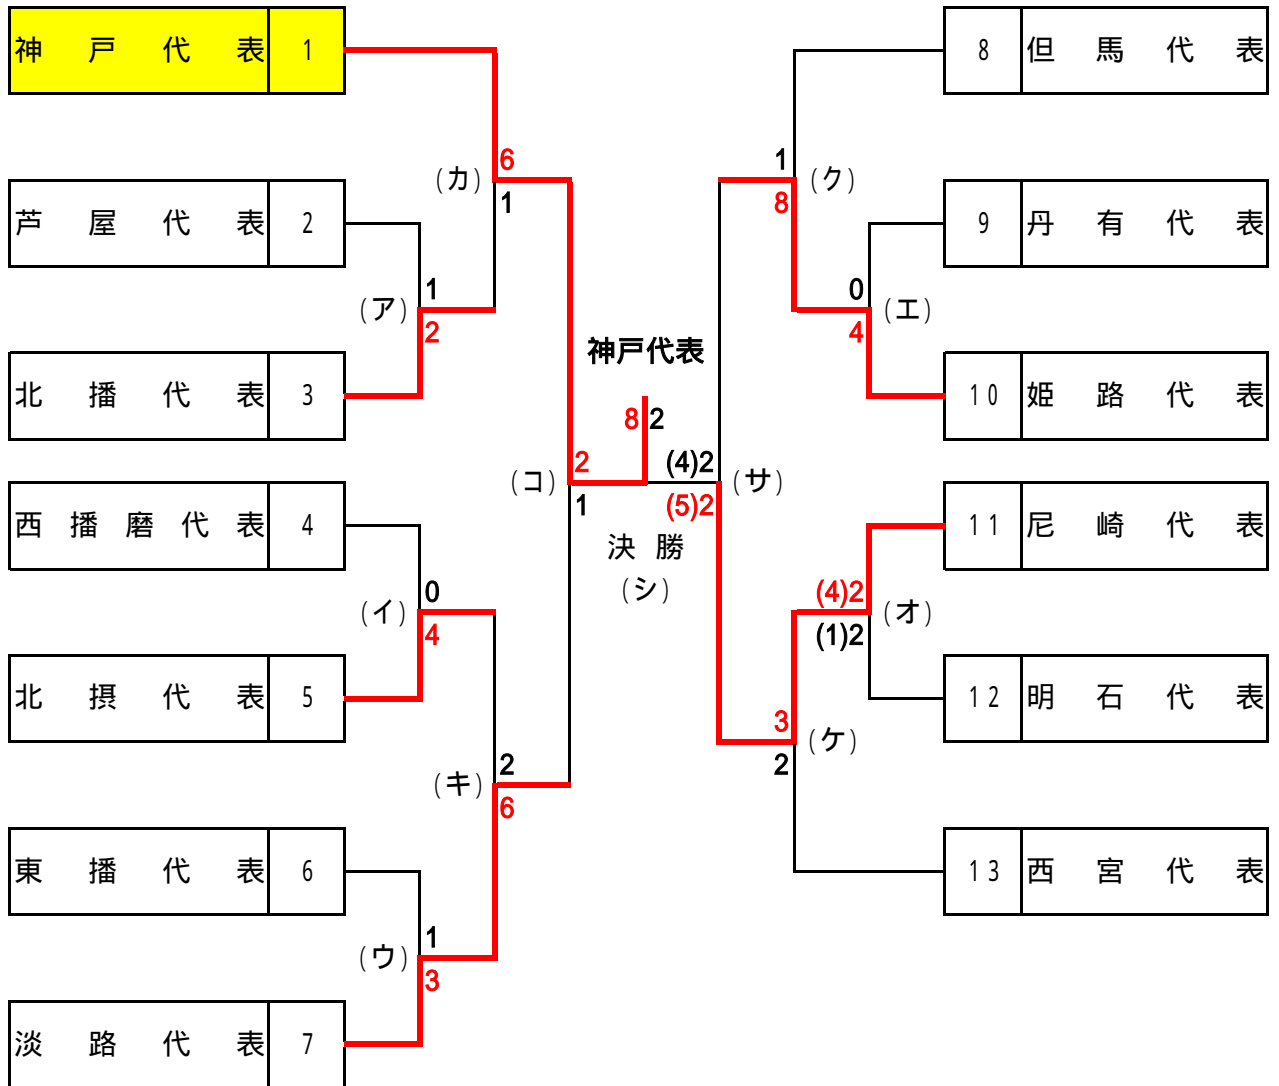 神戸代表 1
8 但馬代表
6
(カ)
1
1
(ク)
8
芦屋代表 2
9 丹有代表
1
(ア)
2
0
(エ)
4
神戸代表
北播代表 3
10 姫路代表
8 2
2
(コ)
1
(4)2
(サ)
(5)2
西播磨代表 4
11 尼崎代表
決勝
(シ)
0
(イ)
4
(4)2
(オ)
(1)2
北摂代表 5
12 明石代表
3
(ケ)
2
2
(キ)
6
東播代表 6
13 西宮代表
1
(ウ)
3
淡路代表 7